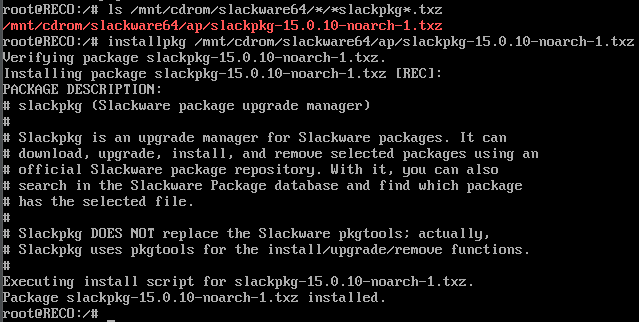 root@RECO:/# ls /mnt/cdrom/slackware64/*/*slackpkg*.txz
/mnt/cdrom/slackware64/ap/slackpkg-15.0.10-noarch-1.txz
root@RECO:/# installpkg /mnt/cdrom/slackware64/ap/slackpkg-15.0.10-noarch-1.txz
Verifying package slackpkg-15.0.10-noarch-1.txz.
Installing package slackpkg-15.0.10-noarch-1.txz [REC]:
PACKAGE DESCRIPTION:
# slackpkg (Slackware package upgrade manager)
#
# Slackpkg is an upgrade manager for Slackware packages. It can
# download, upgrade, install, and remove selected packages using an
# official Slackware package repository. With it, you can also
# search in the Slackware Package database and find which package
# has the selected file.
#
# Slackpkg DOES NOT replace the Slackware pkgtools; actually,
# Slackpkg uses pkgtools for the install/upgrade/remove functions.
#
Executing install script for slackpkg-15.0.10-noarch-1.txz.
Package slackpkg-15.0.10-noarch-1.txz installed.
root@RECO:/# _